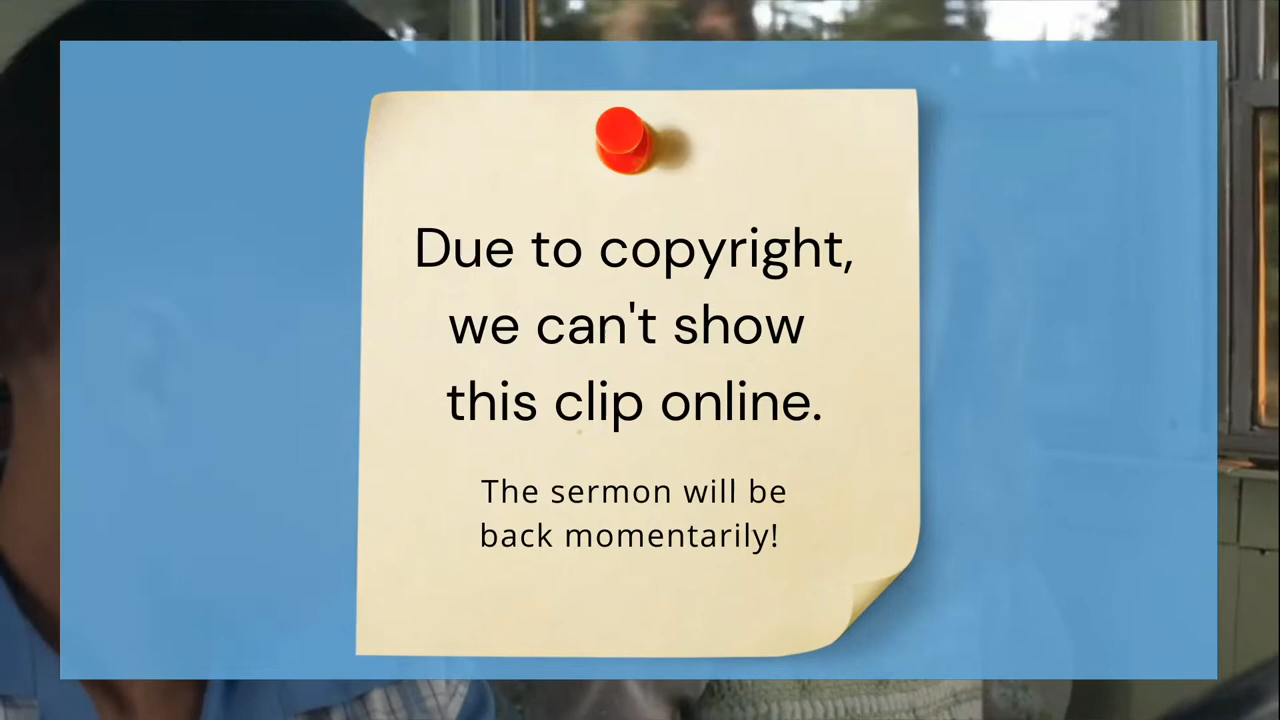 Due to copyright,
we can't show
this clip online.
The sermon will be
back momentarily!